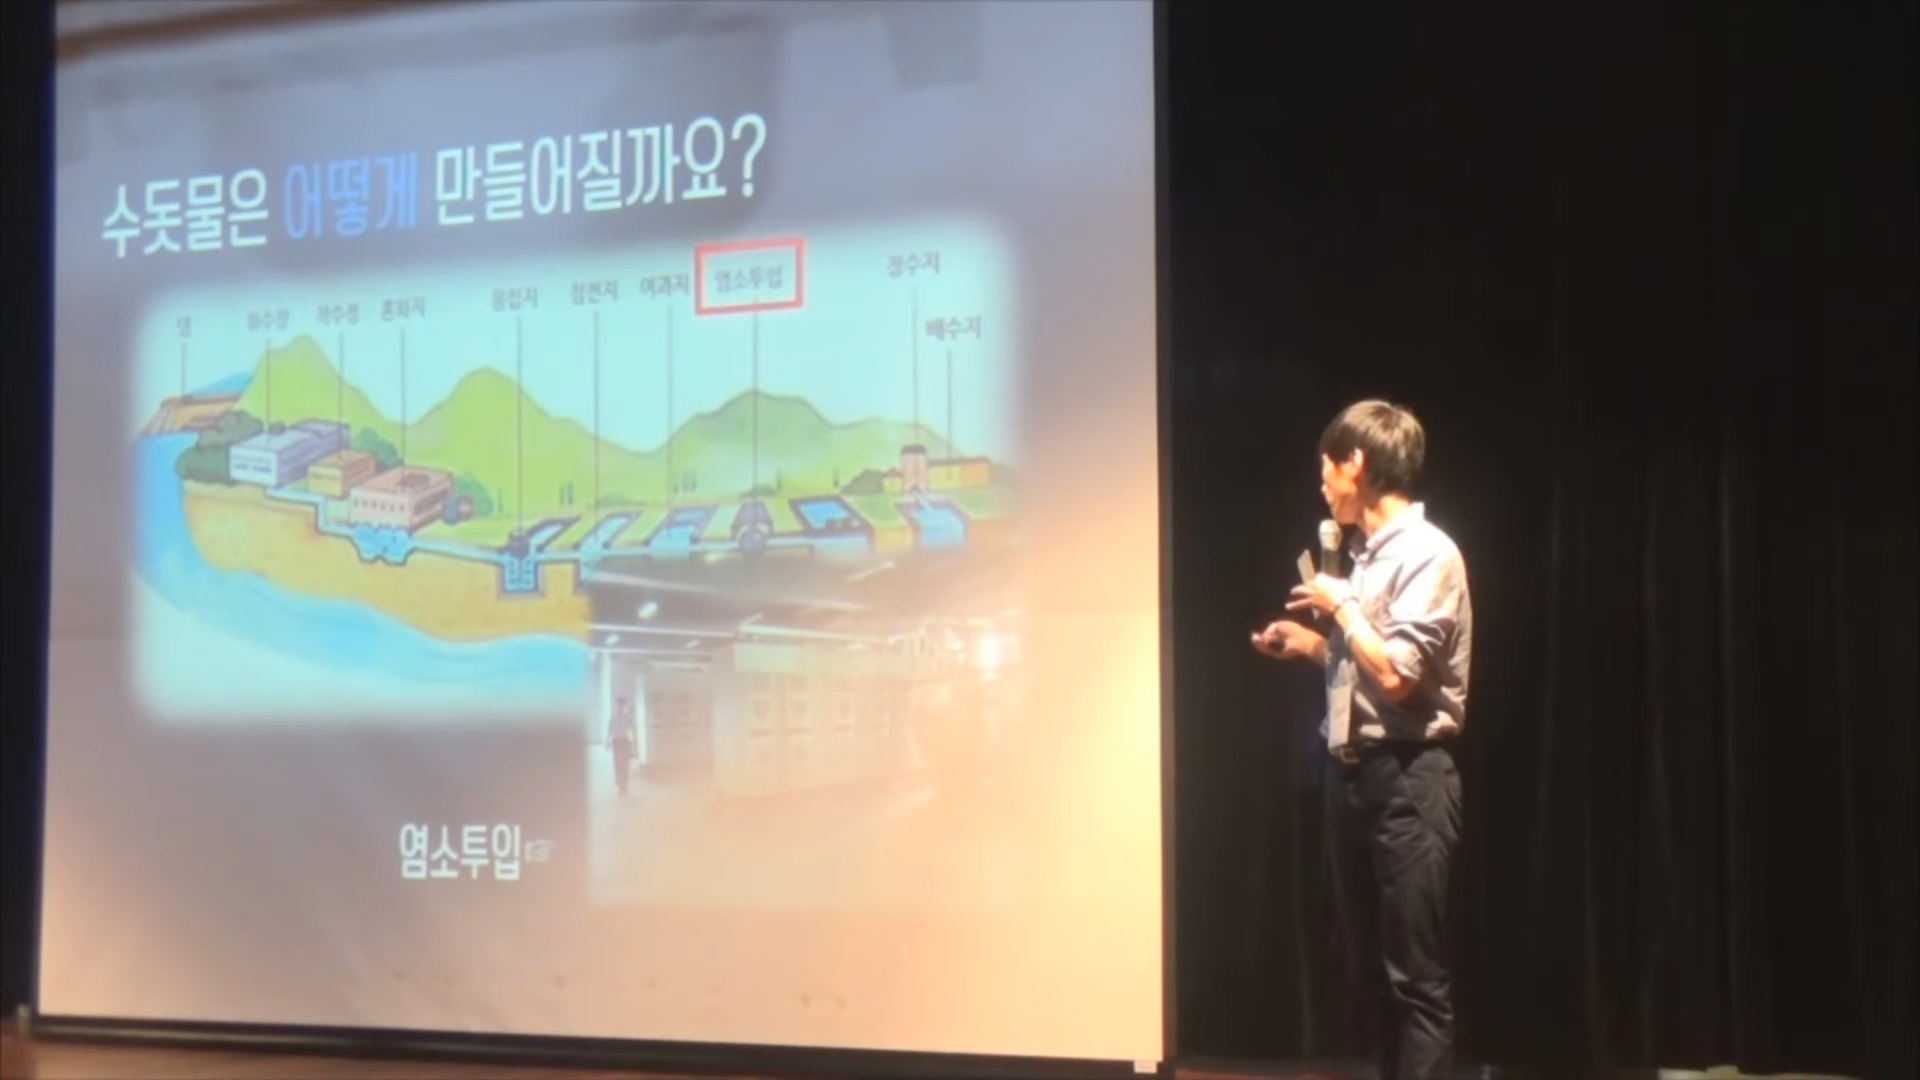 수돗물은 어떻게 만들어질까요?
댐 취수정 착수정 혼화지 응집지 침전지 여과지 염소투입 정수지
배수지
염소투입☞